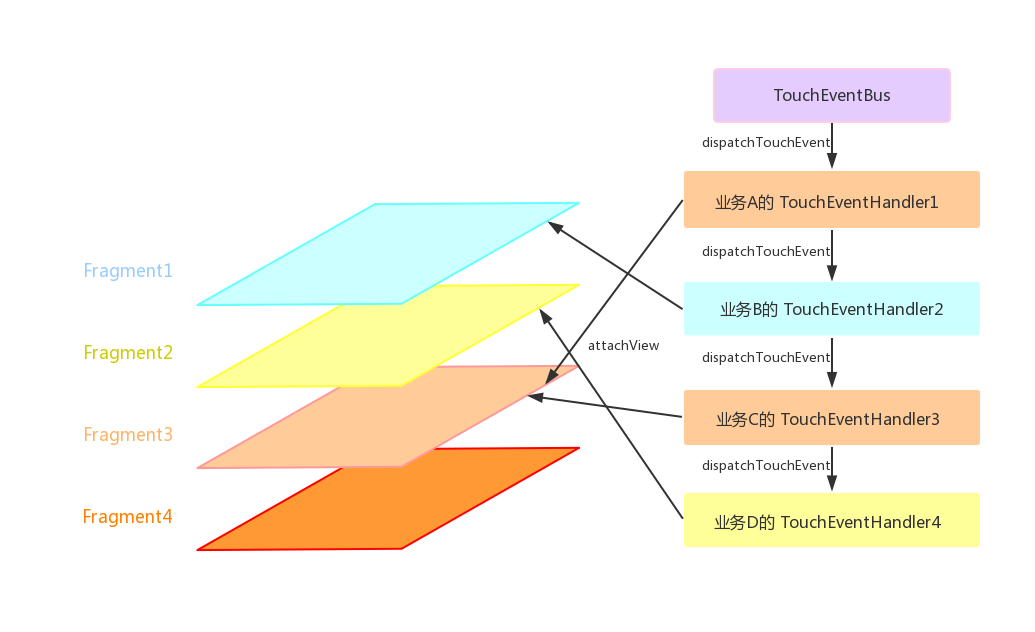 TouchEventBus
dispatchTouchEvent
业务A的 TouchEventHandler1
dispatchTouchEvent
Fragment1
业务B的 TouchEventHandler2
attachView
Fragment2
dispatchTouchEvent
业务C的 TouchEventHandler3
Fragment3
dispatchTouchEvent
Fragment4
业务D的 TouchEventHandler4